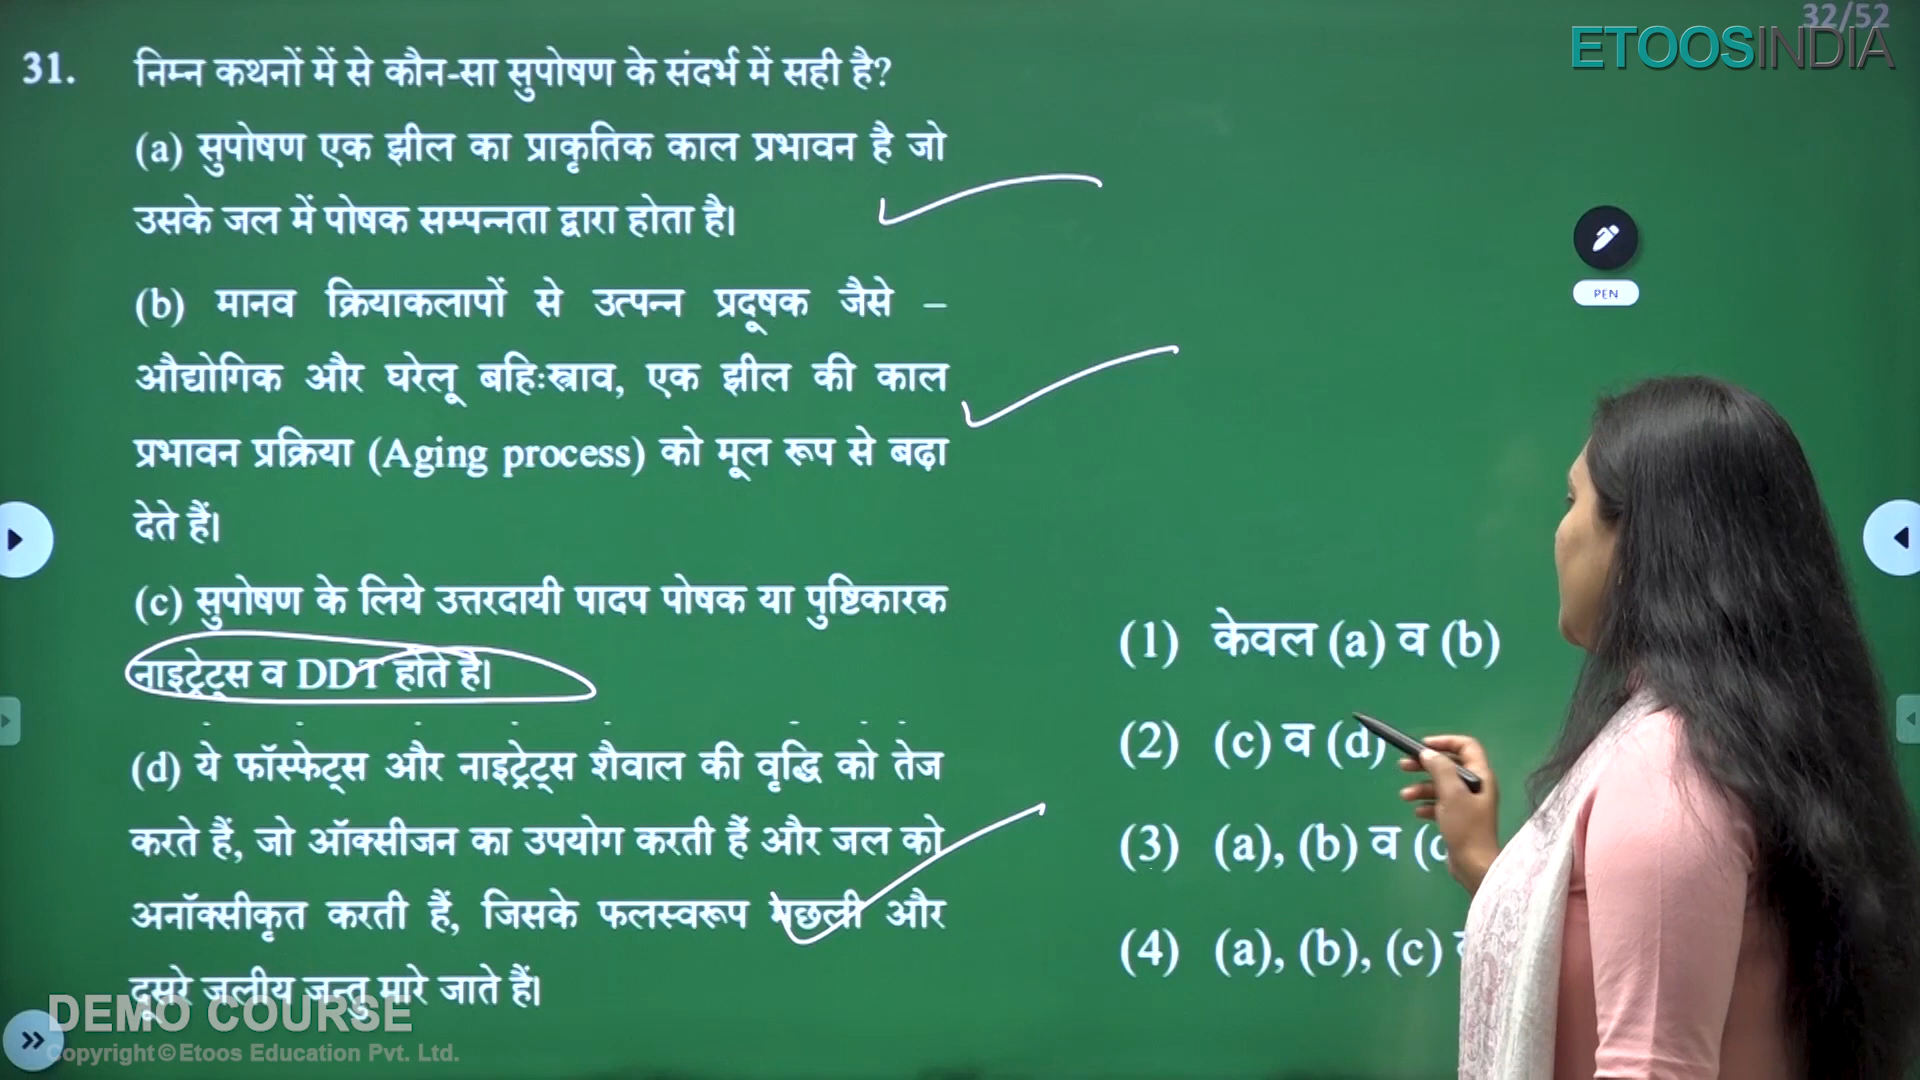 32/52
ETOOSINDIA
31. निम्न कथनों में से कौन-सा सुपोषण के संदर्भ में सही है?
(a) सुपोषण एक झील का प्राकृतिक काल प्रभावन है जो
उसके जल में पोषक सम्पन्नता द्वारा होता है।
(b) मानव क्रियाकलापों से उत्पन्न प्रदूषक जैसे –
औद्योगिक और घरेलू बहिःस्त्राव, एक झील की काल
प्रभावन प्रक्रिया (Aging process) को मूल रूप से बढ़ा
देते हैं।
(c) सुपोषण के लिये उत्तरदायी पादप पोषक या पुष्टिकारक
नाइट्रेट्स व DDT होते है।
(d) ये फॉस्फेट्स और नाइट्रेट्स शैवाल की वृद्धि को तेज
करते हैं, जो ऑक्सीजन का उपयोग करती हैं और जल को
अनॉक्सीकृत करती हैं, जिसके फलस्वरूप मछली और
दूसरे जलीय जन्तु मारे जाते हैं।
(1) केवल (a) व (b)
(2) (c) व (d)
(3) (a), (b) व
(4) (a), (b), (c)
PEN
DEMO COURSE
Copyright © Etoos Education Pvt. Ltd.